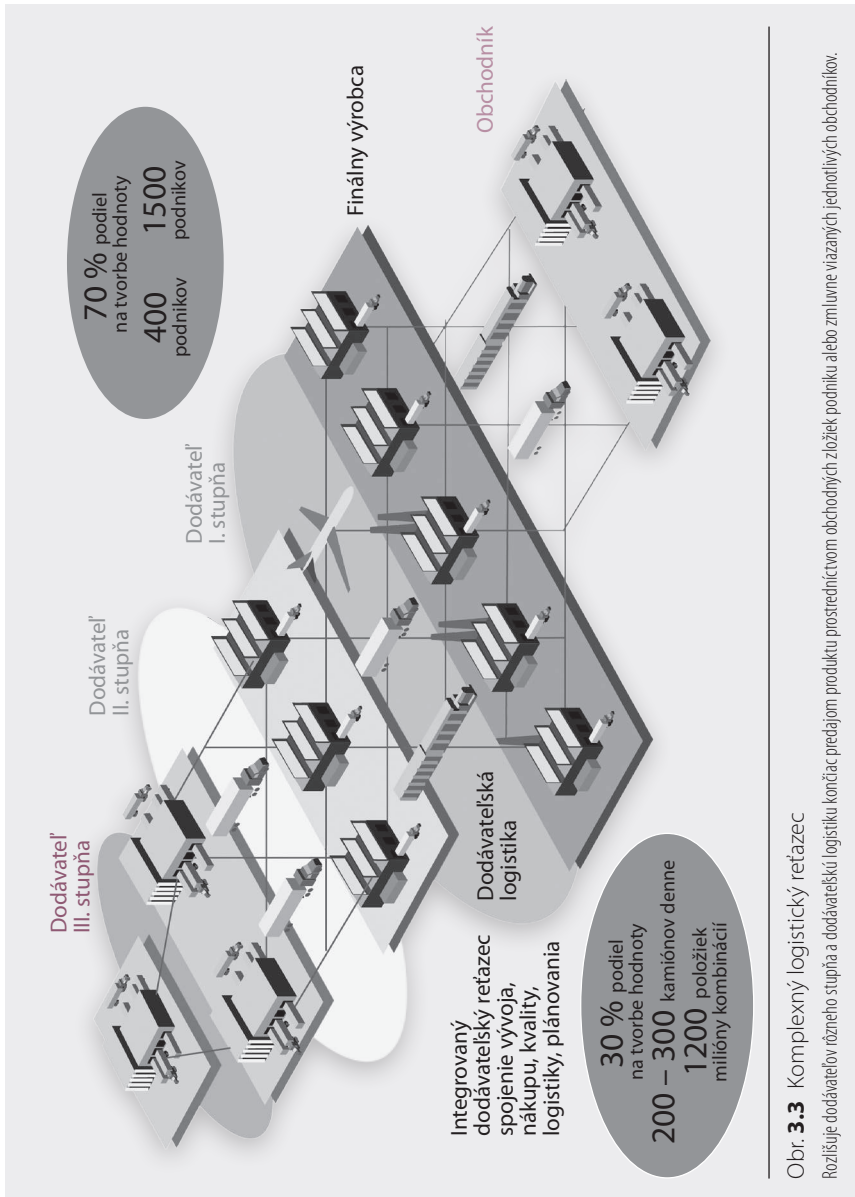 Dodávateľ
III. stupňa
Dodávateľ
II. stupňa
Dodávateľ
I. stupňa
70 % podiel
na tvorbe hodnoty
400 1500
podnikov podnikov
Finálny výrobca
Obchodník
Integrovaný
dodávateľský reťazec
spojenie vývoja,
nákupu, kvality,
logistiky, plánovania
Dodávateľská
logistika
30 % podiel
na tvorbe hodnoty
200 – 300 kamiónov denne
1200 položiek
milióny kombinácií
Obr. 3.3 Komplexný logistický reťazec
Rozlišuje dodávateľov rôzneho stupňa a dodávateľskú logistiku končiac predajom produktu prostredníctvom obchodných zložiek podniku alebo zmluvne viazaných jednotlivých obchodníkov.